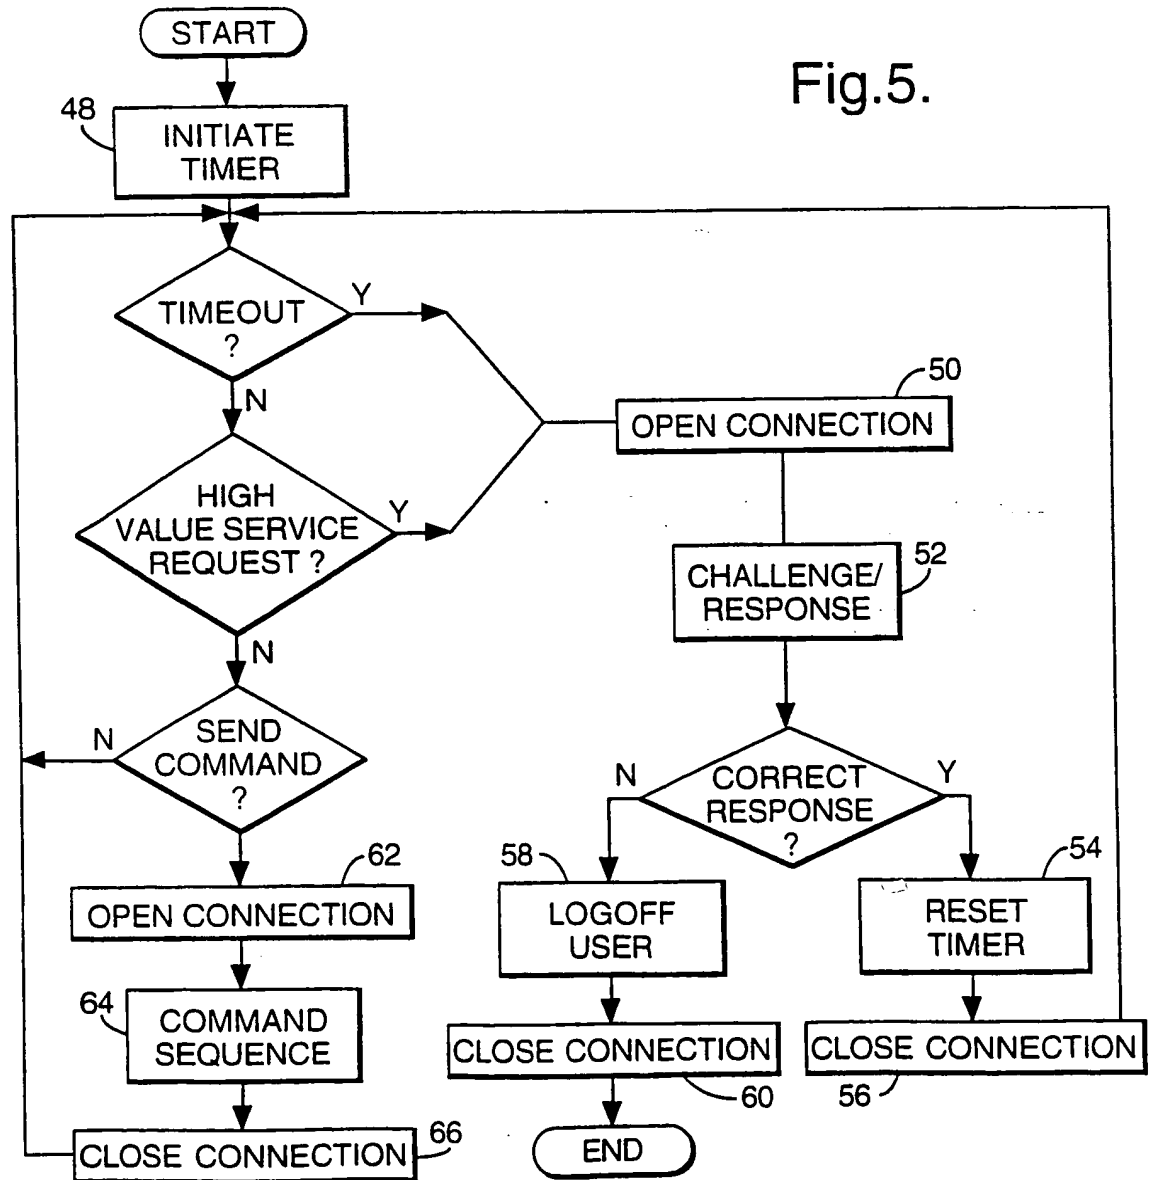 START
Fig.5.
48
INITIATE
TIMER
TIMEOUT
?
Y
N
50
OPEN CONNECTION
HIGH
VALUE SERVICE
REQUEST ?
Y
N
CHALLENGE/
RESPONSE
52
SEND
COMMAND
?
N
CORRECT
RESPONSE
?
N
Y
62
OPEN CONNECTION
58
LOGOFF
USER
54
RESET
TIMER
64
COMMAND
SEQUENCE
CLOSE CONNECTION
60
CLOSE CONNECTION
56
CLOSE CONNECTION
66
END